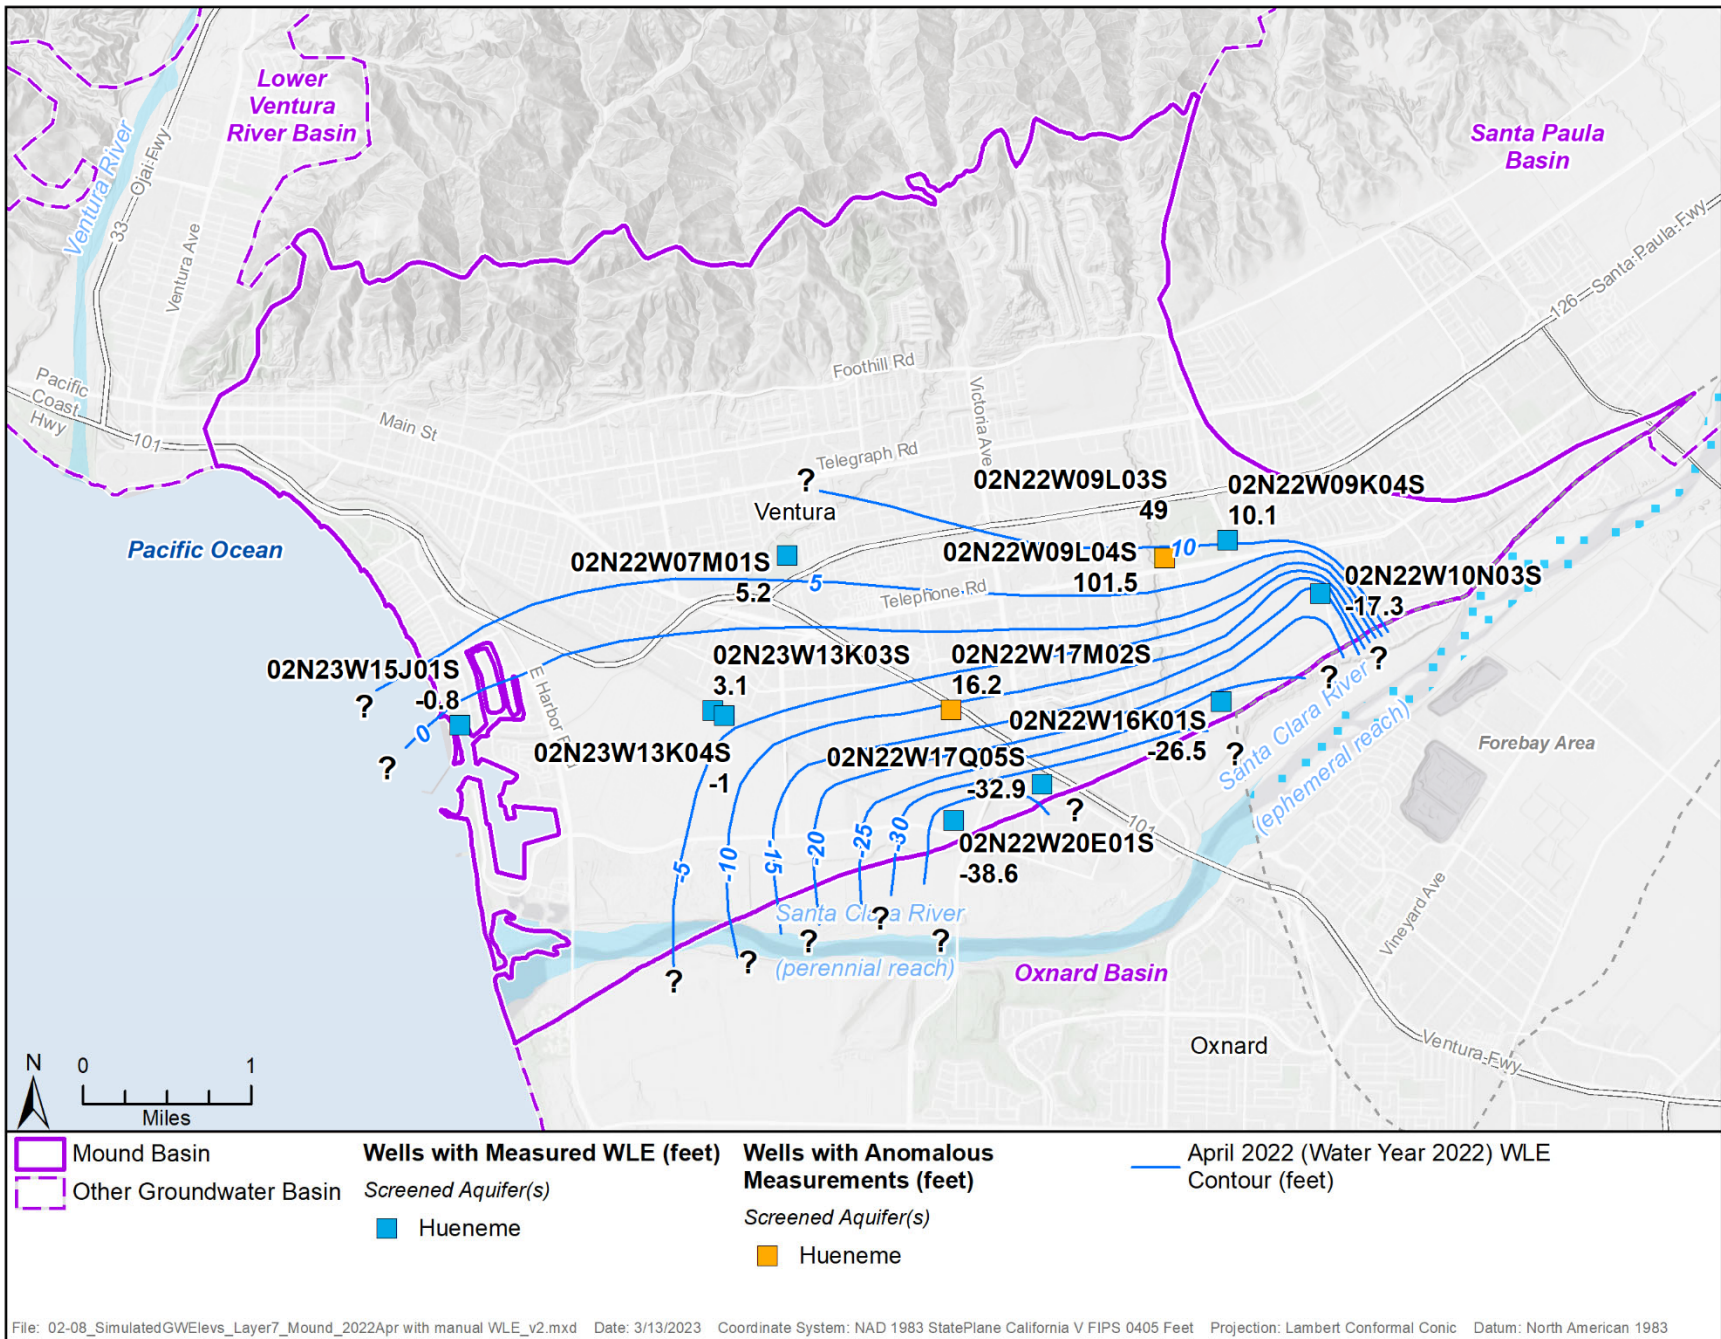 Lower
Ventura
River Basin
Santa Paula
Basin
Ventura River
33
Ojai Fwy
Ventura Ave
126
Santa Paula Fwy
Pacific
Coast
Hwy
101
Main St
Foothill Rd
Telegraph Rd
Victoria Ave
?
Ventura
02N22W09L03S
49
02N22W09K04S
10.1
Pacific Ocean
02N22W07M01S
5.2
5
02N22W09L04S
101.5
10
Telephone Rd
02N22W10N03S
-17.3
02N23W15J01S
-0.8
?
0
?
E Harbor
02N23W13K03S
3.1
02N22W17M02S
16.2
?
?
02N23W13K04S
-1
02N22W16K01S
-26.5
?
02N22W17Q05S
-32.9
?
Santa Clara River
(ephemeral reach)
Forebay Area
101
02N22W20E01S
-38.6
-5
-10
-15
-20
-25
-30
Vineyard Ave
Santa Clara River
(perennial reach)
?
?
?
?
?
Oxnard Basin
Oxnard
Ventura Fwy
N
0 1
Miles
Mound Basin
Other Groundwater Basin
Wells with Measured WLE (feet)
Screened Aquifer(s)
Hueneme
Wells with Anomalous
Measurements (feet)
Screened Aquifer(s)
Hueneme
April 2022 (Water Year 2022) WLE
Contour (feet)
File: 02-08_SimulatedGWElevs_Layer7_Mound_2022Apr with manual WLE_v2.mxd Date: 3/13/2023 Coordinate System: NAD 1983 StatePlane California V FIPS 0405 Feet Projection: Lambert Conformal Conic Datum: North American 1983